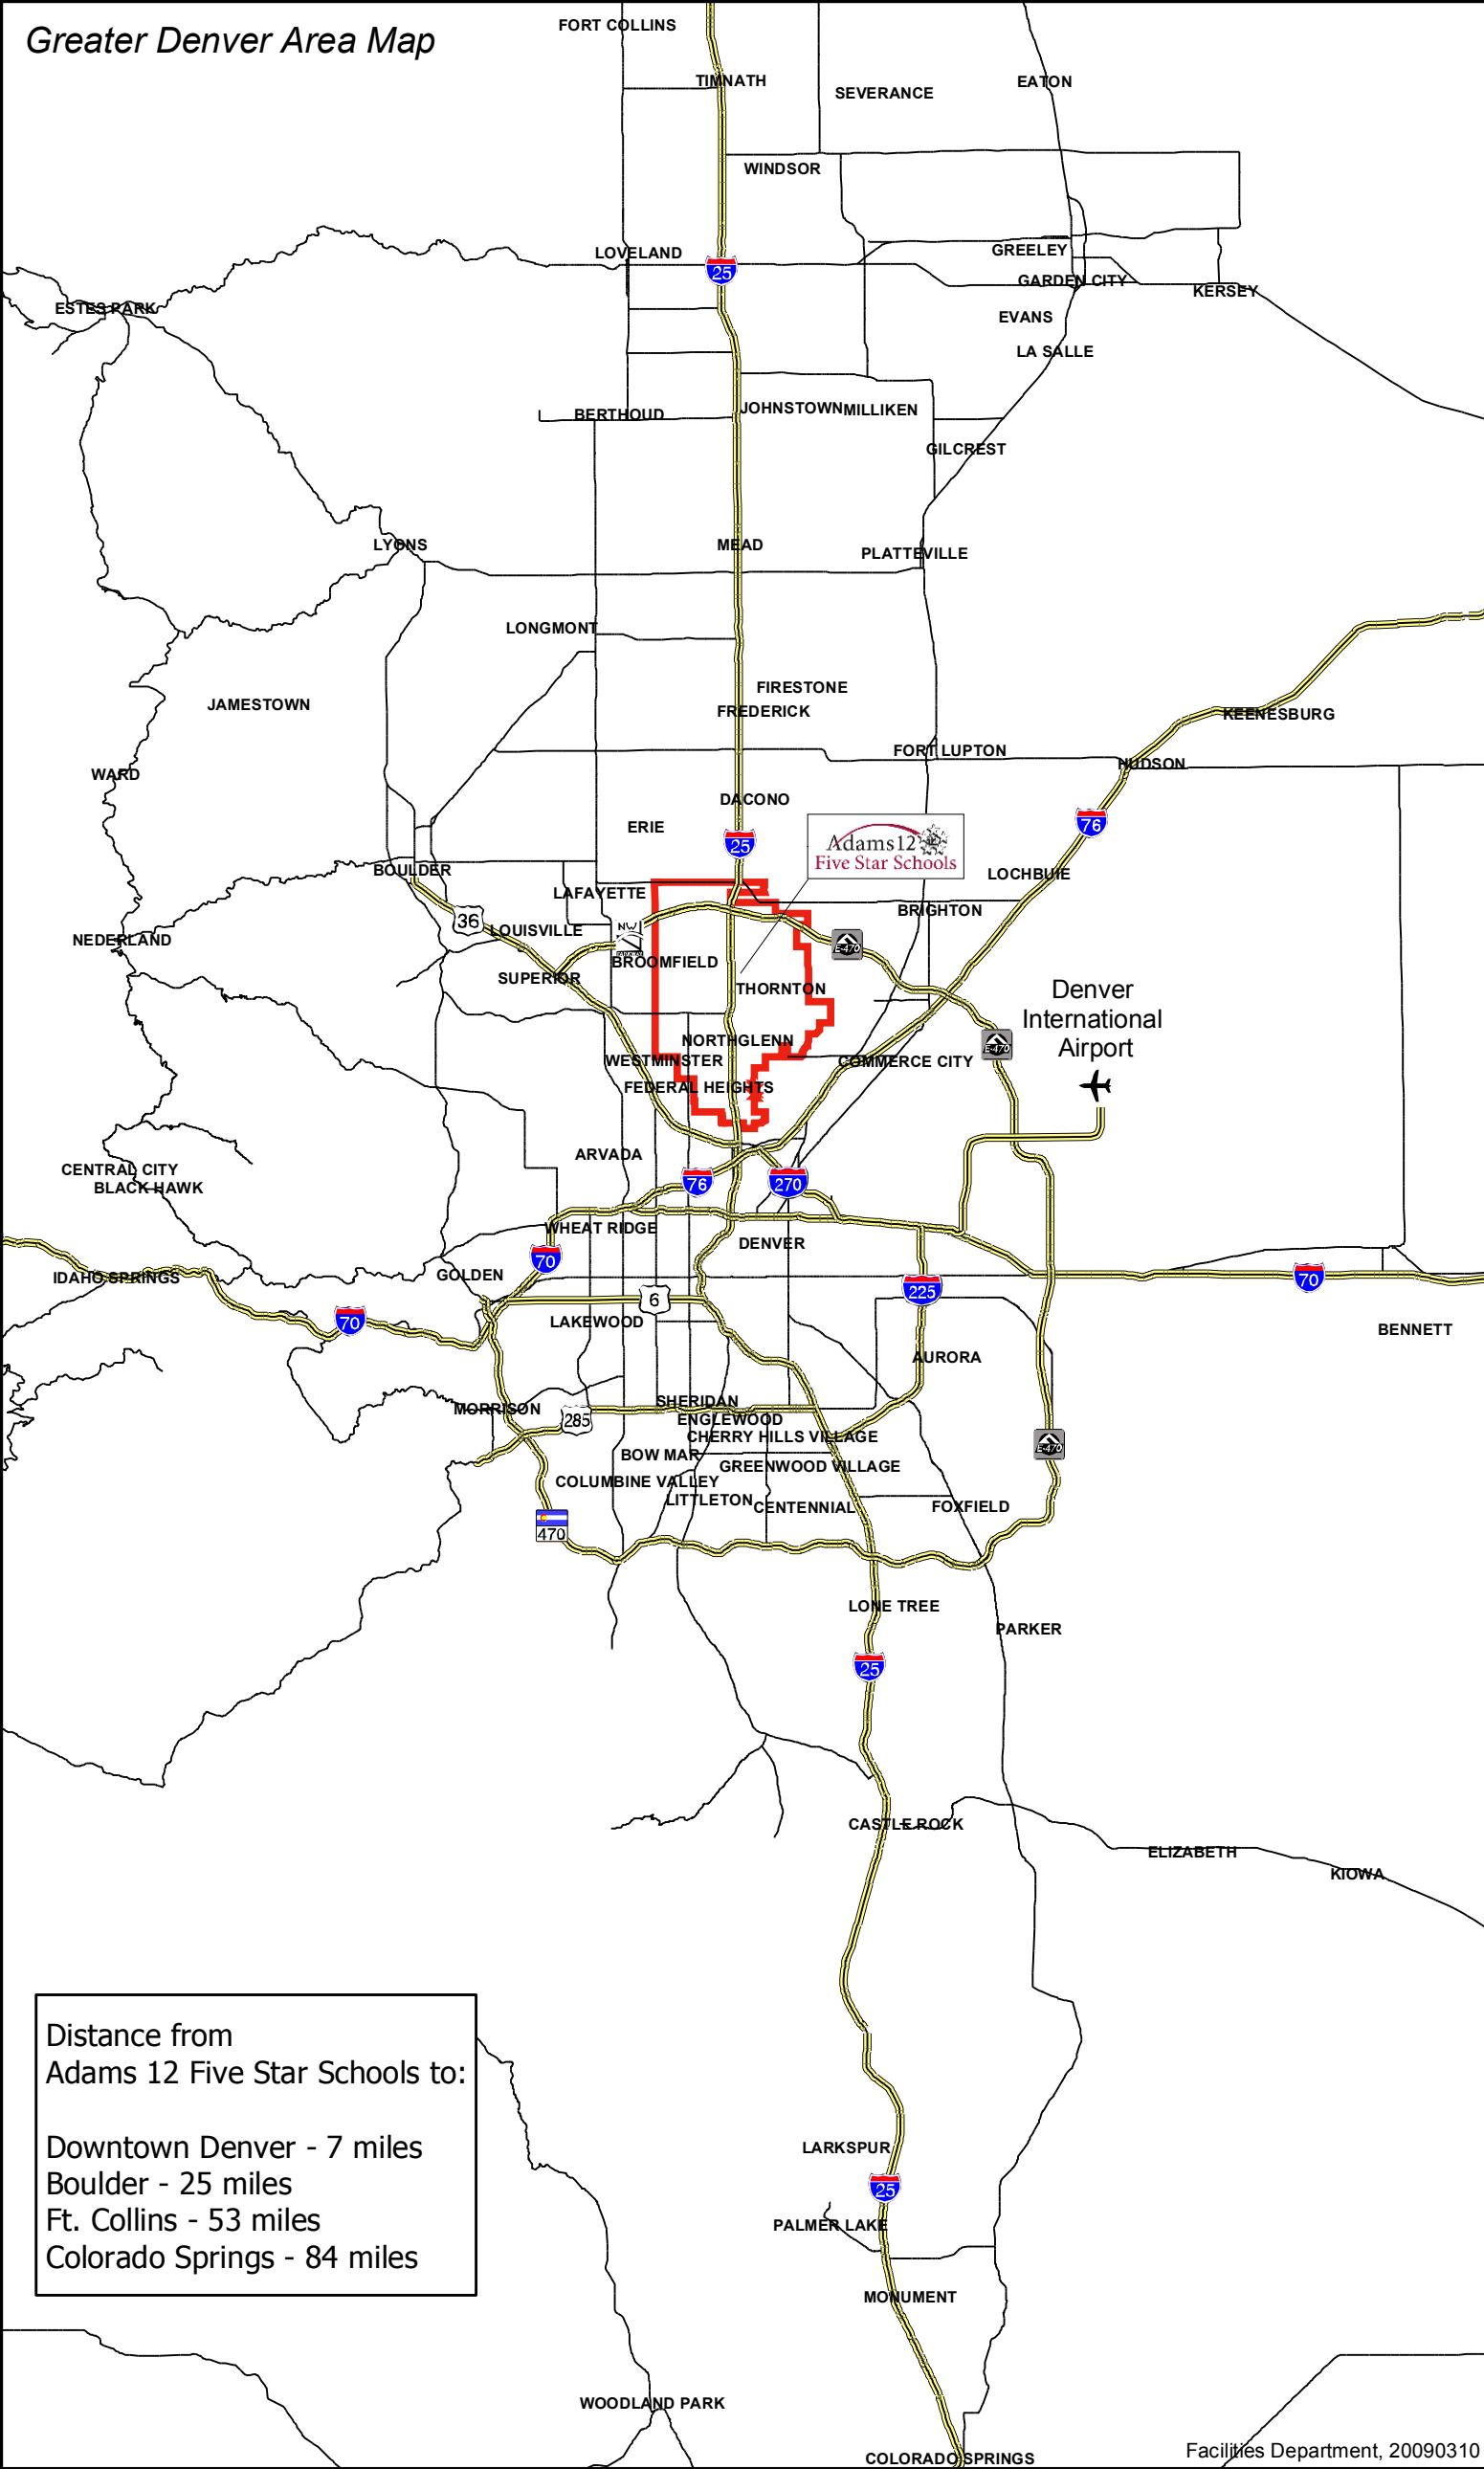 Greater Denver Area Map
FORT COLLINS
TIMNATH
SEVERANCE
EATON
WINDSOR
LOVELAND
25
GREELEY
GARDEN CITY
KERSEY
ESTES PARK
EVANS
LA SALLE
BERTHOUD
JOHNSTOWN
MILLIKEN
GILCREST
LYONS
MEAD
PLATTEVILLE
LONGMONT
JAMESTOWN
FIRESTONE
FREDERICK
KEENESBURG
FORT LUPTON
HUDSON
WARD
DACONO
ERIE
25
76
Adams12
Five Star Schools
BOULDER
LOCHBUIE
LAFAYETTE
BRIGHTON
36
LOUISVILLE
NW
NEDERLAND
E-470
BROOMFIELD
SUPERIOR
THORNTON
Denver
International
Airport
NORTHGLENN
E-470
WESTMINSTER
COMMERCE CITY
FEDERAL HEIGHTS
ARVADA
CENTRAL CITY
BLACK HAWK
76
270
WHEAT RIDGE
DENVER
70
IDAHO SPRINGS
GOLDEN
70
225
6
70
LAKEWOOD
BENNETT
AURORA
MORRISON
SHERIDAN
285
ENGLEWOOD
CHERRY HILLS VILLAGE
E-470
BOW MAR
GREENWOOD VILLAGE
COLUMBINE VALLEY
LITTLETON
CENTENNIAL
FOXFIELD
470
LONE TREE
PARKER
25
CASTLE ROCK
ELIZABETH
KIOWA
Distance from
Adams 12 Five Star Schools to:
Downtown Denver - 7 miles
Boulder - 25 miles
Ft. Collins - 53 miles
Colorado Springs - 84 miles
LARKSPUR
25
PALMER LAKE
MONUMENT
WOODLAND PARK
COLORADO SPRINGS
Facilities Department, 20090310